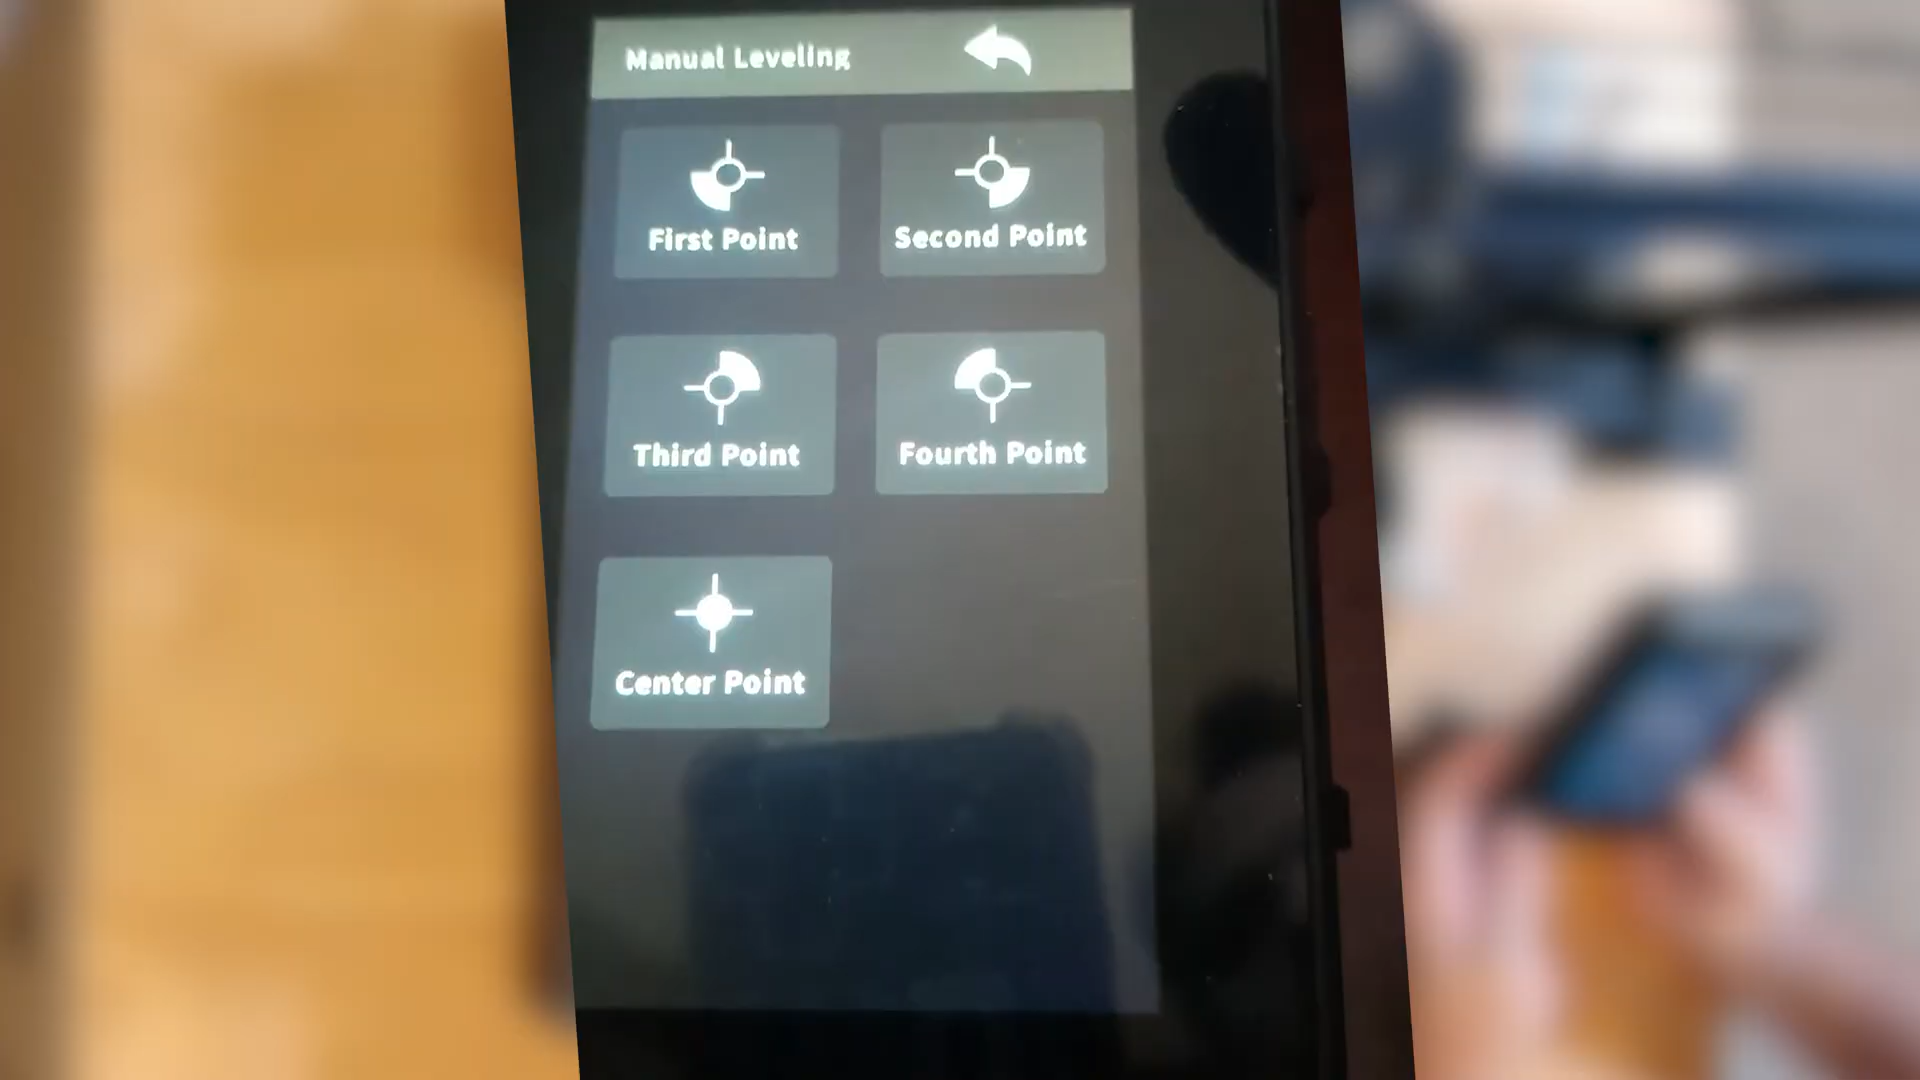 Manual Leveling
First Point
Second Point
Third Point
Fourth Point
Center Point